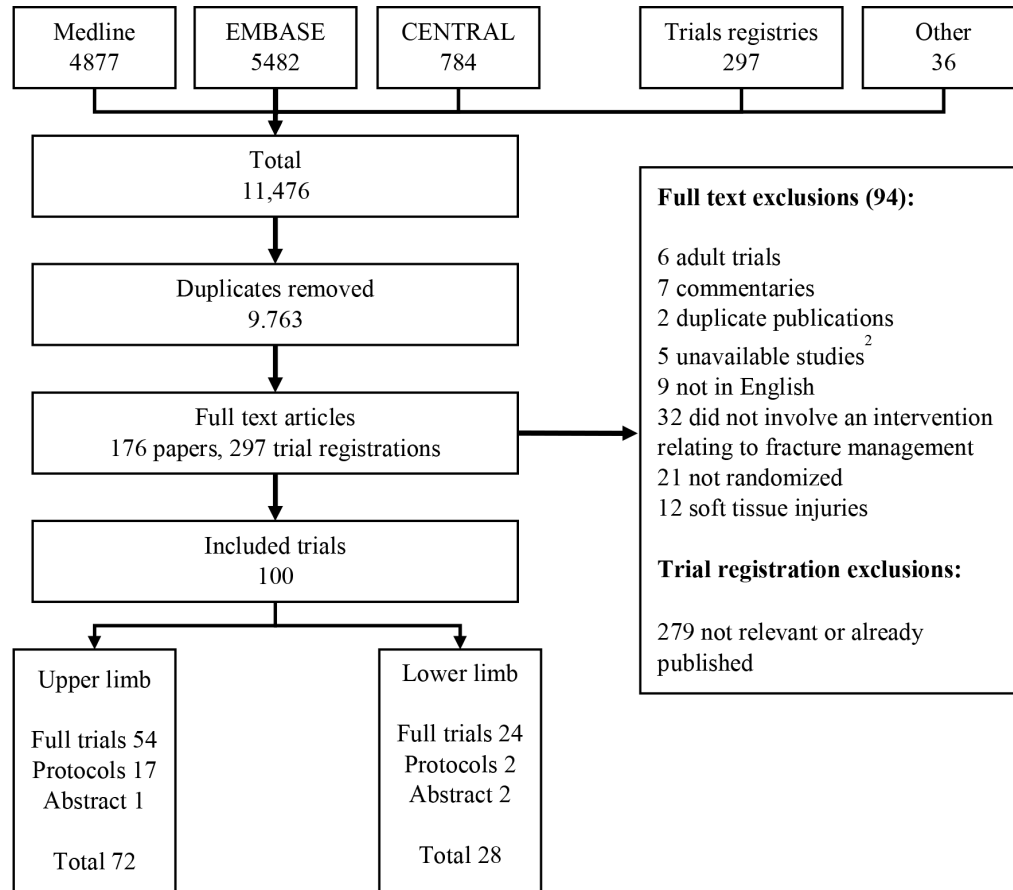 Medline
4877
EMBASE
5482
CENTRAL
784
Trials registries
297
Other
36
Total
11,476
Duplicates removed
9.763
Full text articles
176 papers, 297 trial registrations
Full text exclusions (94):
6 adult trials
7 commentaries
2 duplicate publications
5 unavailable studies2
9 not in English
32 did not involve an intervention
relating to fracture management
21 not randomized
12 soft tissue injuries
Trial registration exclusions:
279 not relevant or already
published
Included trials
100
Upper limb
Full trials 54
Protocols 17
Abstract 1
Total 72
Lower limb
Full trials 24
Protocols 2
Abstract 2
Total 28